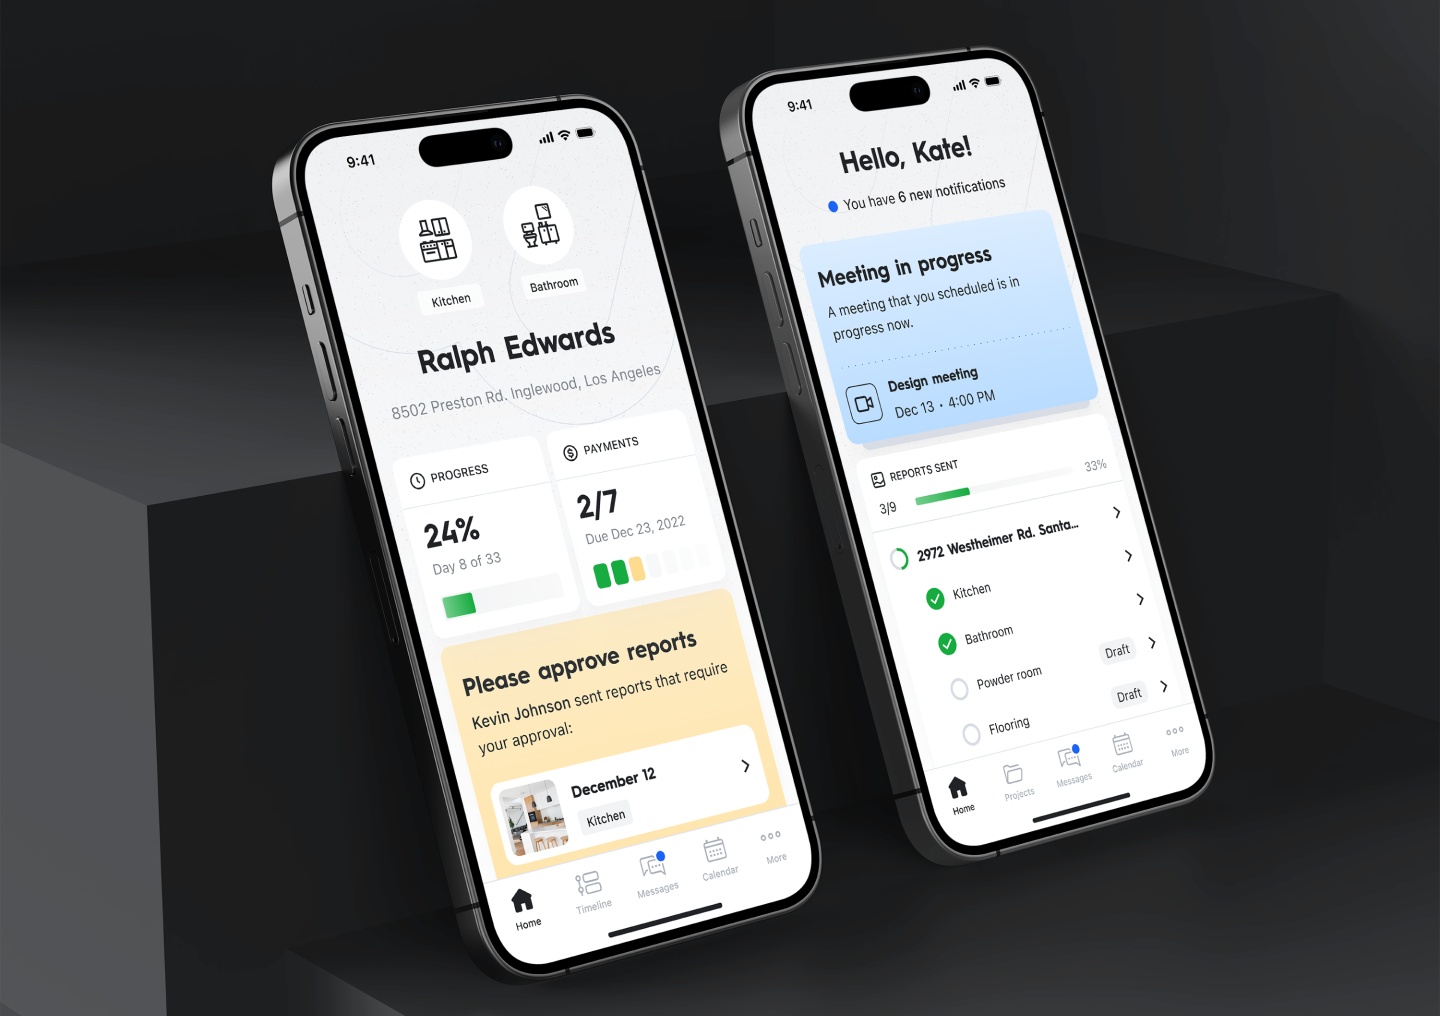 9:41
Kitchen
Bathroom
Ralph Edwards
8502 Preston Rd. Inglewood, Los Angeles
PROGRESS
24%
Day 8 of 33
PAYMENTS
2/7
Due Dec 23, 2022
Please approve reports
Kevin Johnson sent reports that require
your approval:
December 12
Kitchen
Home
Timeline
Messages
Calendar
More
9:41
Hello, Kate!
You have 6 new notifications
Meeting in progress
A meeting that you scheduled is in
progress now.
Design meeting
Dec 13 • 4:00 PM
REPORTS SENT
3/9
33%
2972 Westheimer Rd. Santa...
Kitchen
Bathroom
Powder room
Draft
Flooring
Draft
Home
Projects
Messages
Calendar
More